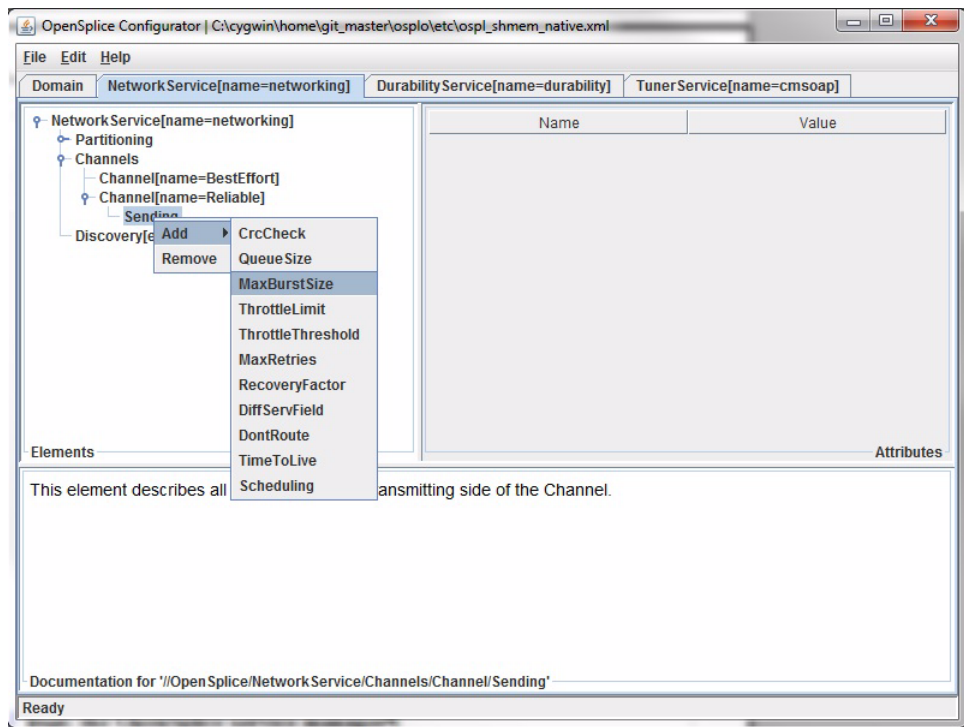 OpenSplice Configurator | C:\cygwin\home\git_master\osplo\etc\ospl_shmem_native.xml
File Edit Help
Domain NetworkService[name=networking] DurabilityService[name=durability] TunerService[name=cmsoap]
NetworkService[name=networking]
Partitioning
Channels
Channel[name=BestEffort]
Channel[name=Reliable]
Sending
Discovery[e
Add
Remove
CrcCheck
QueueSize
MaxBurstSize
ThrottleLimit
ThrottleThreshold
MaxRetries
RecoveryFactor
DiffServField
DontRoute
TimeToLive
Scheduling
Elements
Name Value
Attributes
This element describes all ansmitting side of the Channel.
Documentation for '//OpenSplice/NetworkService/Channels/Channel/Sending'
Ready